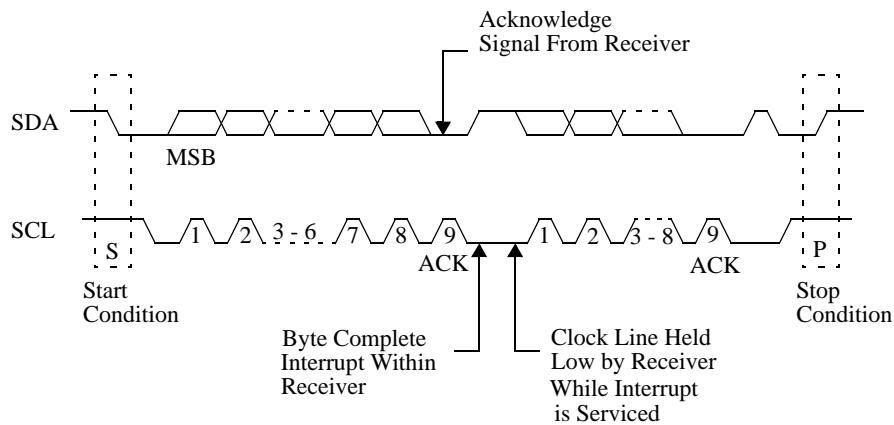 Acknowledge
Signal From Receiver
SDA
MSB
SCL
S
1
2
3 - 6
7
8
9
1
2
3 - 8
9
P
ACK
ACK
Start
Condition
Stop
Condition
Byte Complete
Interrupt Within
Receiver
Clock Line Held
Low by Receiver
While Interrupt
is Serviced